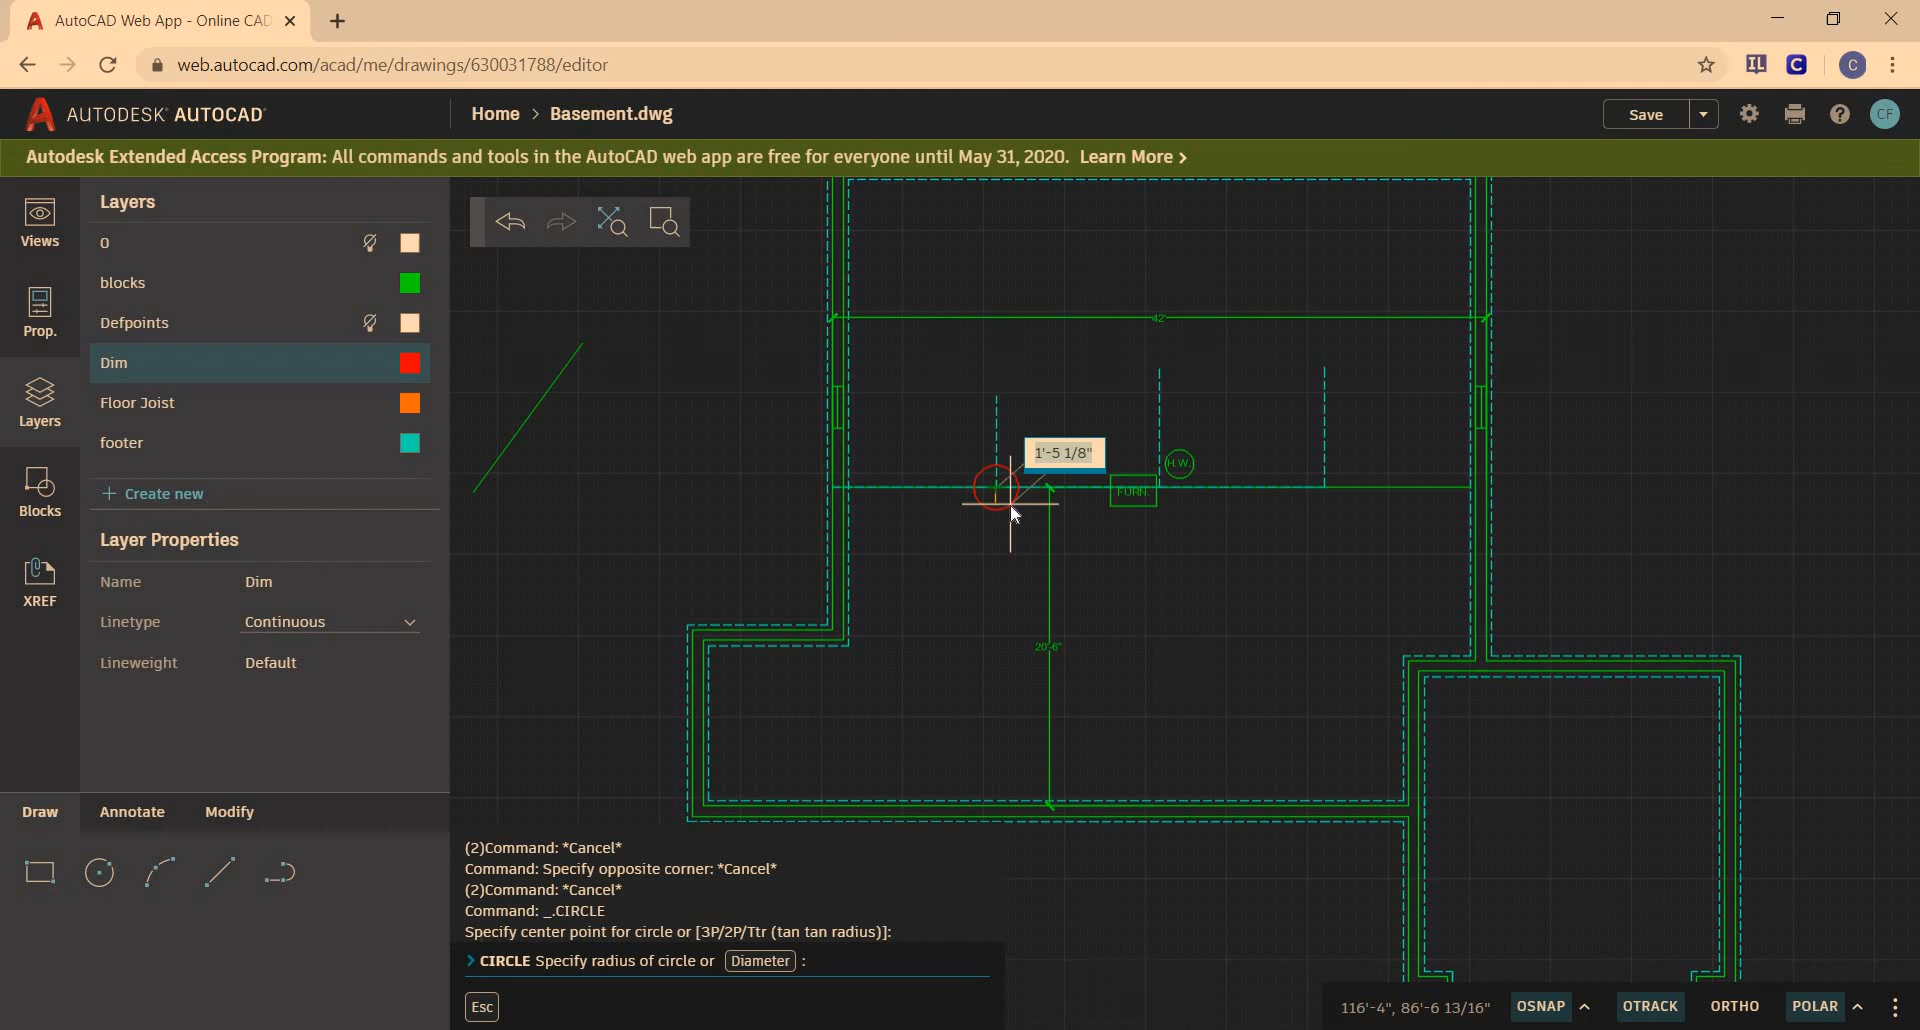 AutoCAD Web App - Online CAD
web.autocad.com/acad/me/drawings/630031788/editor
IL
C
C
AUTODESK® AUTOCAD®
Home > Basement.dwg
Save
CF
Autodesk Extended Access Program: All commands and tools in the AutoCAD web app are free for everyone until May 31, 2020. Learn More >
Views
Prop.
Layers
Blocks
XREF
Layers
0
blocks
Defpoints
Dim
Floor Joist
footer
+ Create new
Layer Properties
Name Dim
Linetype Continuous
Lineweight Default
Draw Annotate Modify
42'
1'-5 1/8"
H.W.
FURN.
20'-6"
(2)Command: *Cancel*
Command: Specify opposite corner: *Cancel*
(2)Command: *Cancel*
Command: _.CIRCLE
Specify center point for circle or [3P/2P/Ttr (tan tan radius)]:
> CIRCLE Specify radius of circle or Diameter :
Esc
116'-4", 86'-6 13/16" OSNAP OTRACK ORTHO POLAR